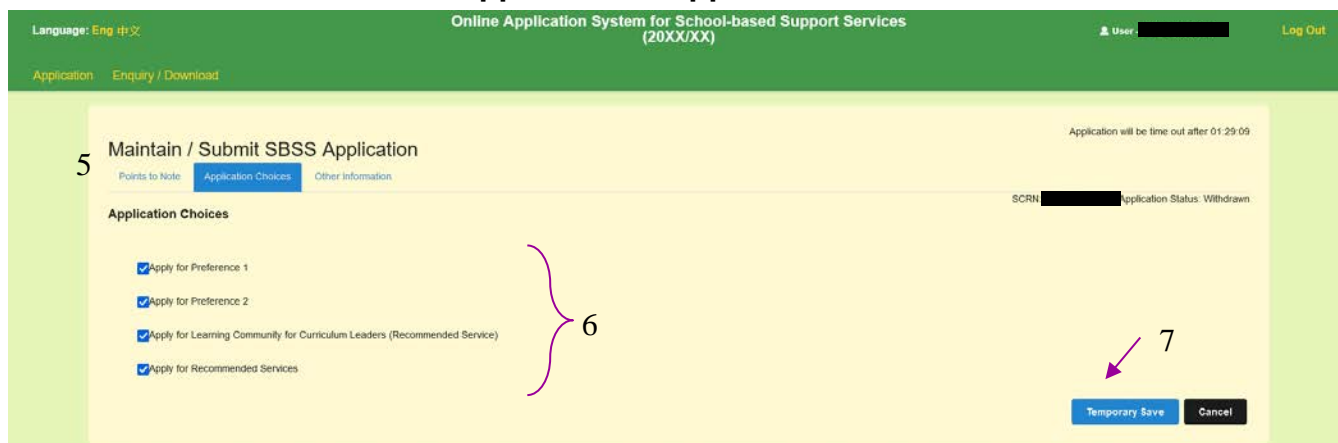 Language: Eng 中文
Online Application System for School-based Support Services
(20XX/XX)
User -
Log Out
Application Enquiry / Download
Application will be time out after 01:29:09
Maintain / Submit SBSS Application
5
Points to Note Application Choices Other Information
SCRN: Application Status: Withdrawn
Application Choices
Apply for Preference 1
Apply for Preference 2
Apply for Learning Community for Curriculum Leaders (Recommended Service)
6
Apply for Recommended Services
7
Temporary Save Cancel